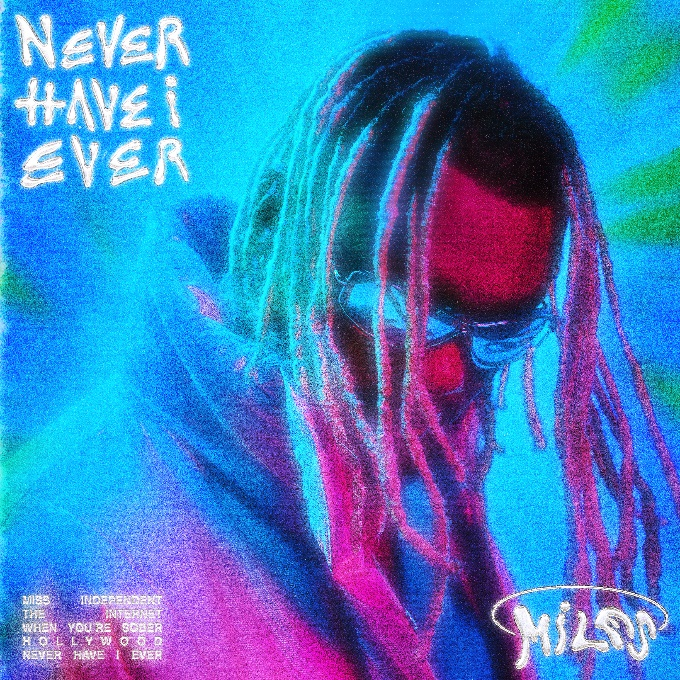 NEVER
HAVE i
EVER
MISS INDEPENDENT
THE INTERNET
WHEN YOU'RE SOBER
HOLLYWOOD
NEVER HAVE I EVER
MiLES